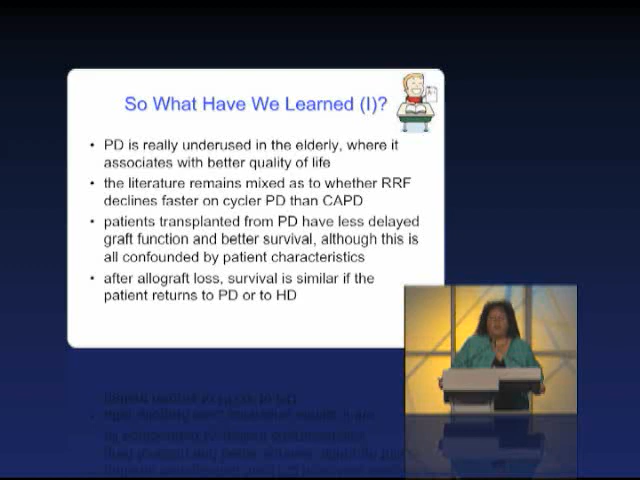 So What Have We Learned (I)?
• PD is really underused in the elderly, where it
associates with better quality of life
• the literature remains mixed as to whether RRF
declines faster on cycler PD than CAPD
• patients transplanted from PD have less delayed
graft function and better survival, although this is
all confounded by patient characteristics
• after allograft loss, survival is similar if the
patient returns to PD or to HD